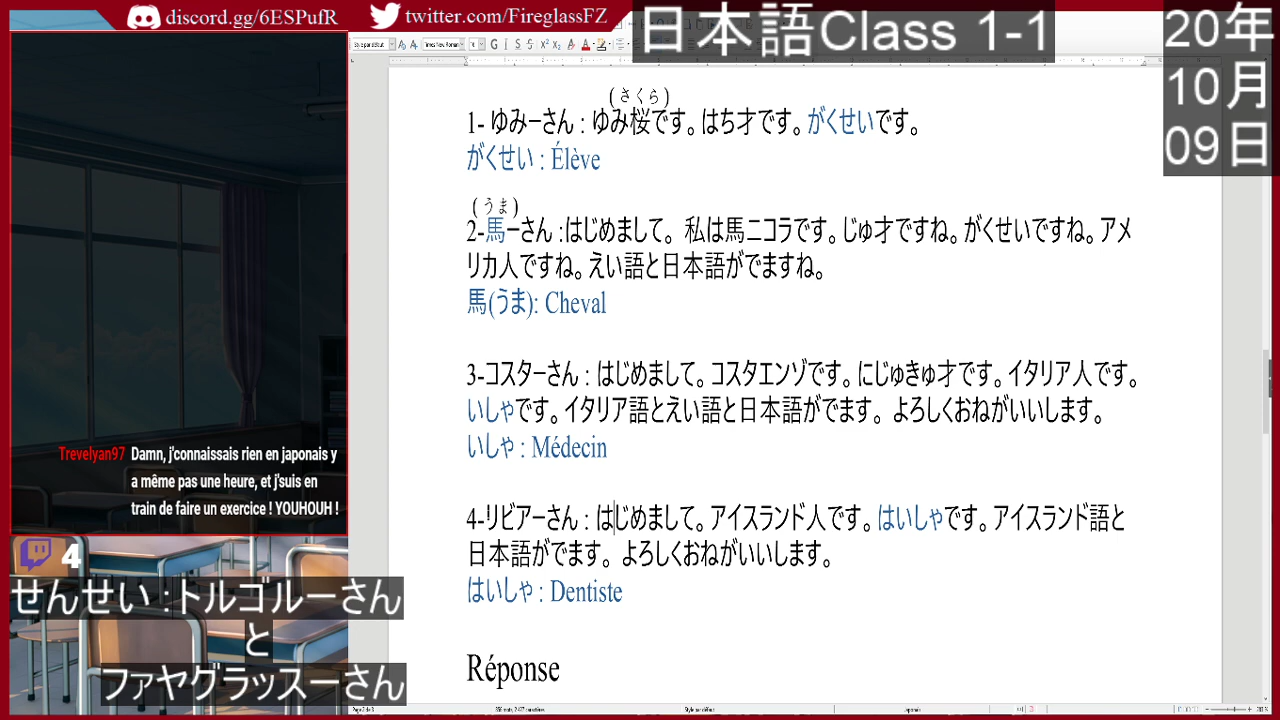 discord.gg/6ESPufR
twitter.com/FireglassFZ
日本語Class 1-1
20年
10月
09日
(さくら)
1- ゆみーさん : ゆみ桜です。はち才です。がくせいです。
がくせい : Élève
(うま)
2-馬ーさん :はじめまして。 私は馬ニコラです。じゅ才ですね。がくせいですね。アメ
リカ人ですね。えい語と日本語がでますね。
馬(うま): Cheval
3-コスターさん : はじめまして。コスタエンゾです。にじゅきゅ才です。イタリア人です。
いしゃです。イタリア語とえい語と日本語がでます。 よろしくおねがいいします。
いしゃ : Médecin
4-リビアーさん : はじめまして。アイスランド人です。はいしゃです。アイスランド語と
日本語がでます。 よろしくおねがいいします。
はいしゃ : Dentiste
Réponse
Trevelyan97 Damn, j'connaissais rien en japonais y
a même pas une heure, et j'suis en
train de faire un exercice ! YOUHOUH !
4
せんせい :トルゴルーさん
と
ファヤグラッスーさん